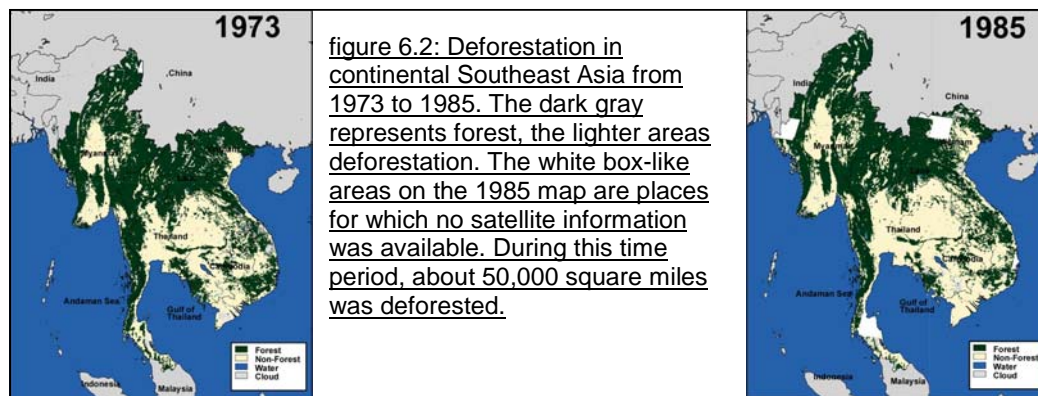 1973
India
China
Myanmar
Thailand
Cambodia
Andaman Sea
Gulf of
Thailand
Forest
Non-Forest
Water
Cloud
Indonesia
Malaysia
figure 6.2: Deforestation in
continental Southeast Asia from
1973 to 1985. The dark gray
represents forest, the lighter areas
deforestation. The white box-like
areas on the 1985 map are places
for which no satellite information
was available. During this time
period, about 50,000 square miles
was deforested.
1985
India
China
Myanmar
Vietnam
Thailand
Cambodia
Andaman Sea
Gulf of
Thailand
Forest
Non-Forest
Water
Cloud
Indonesia
Malaysia